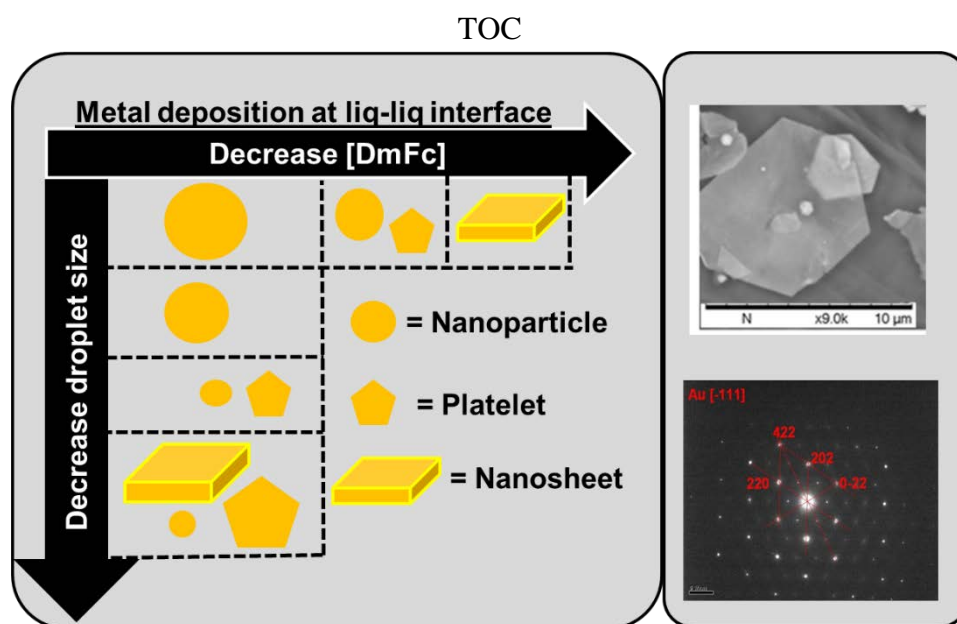 TOC
Metal deposition at liq-liq interface
Decrease [DmFc]
Decrease droplet size
= Nanoparticle
= Platelet
= Nanosheet
N x9.0k 10 µm
Au [-111]
422
202
220
0-22